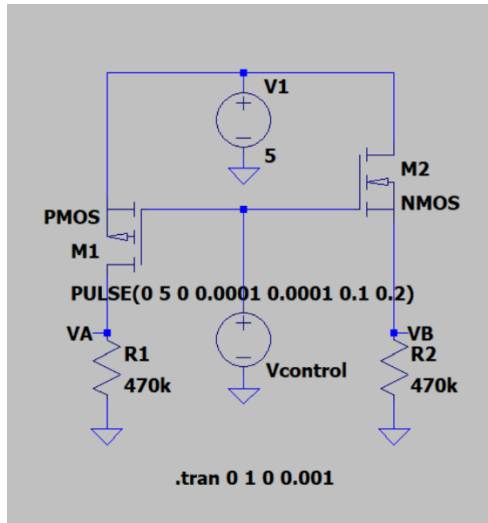 V1
5
M2
NMOS
PMOS
M1
PULSE(0 5 0 0.0001 0.0001 0.1 0.2)
VA
R1
470k
Vcontrol
VB
R2
470k
.tran 0 1 0 0.001